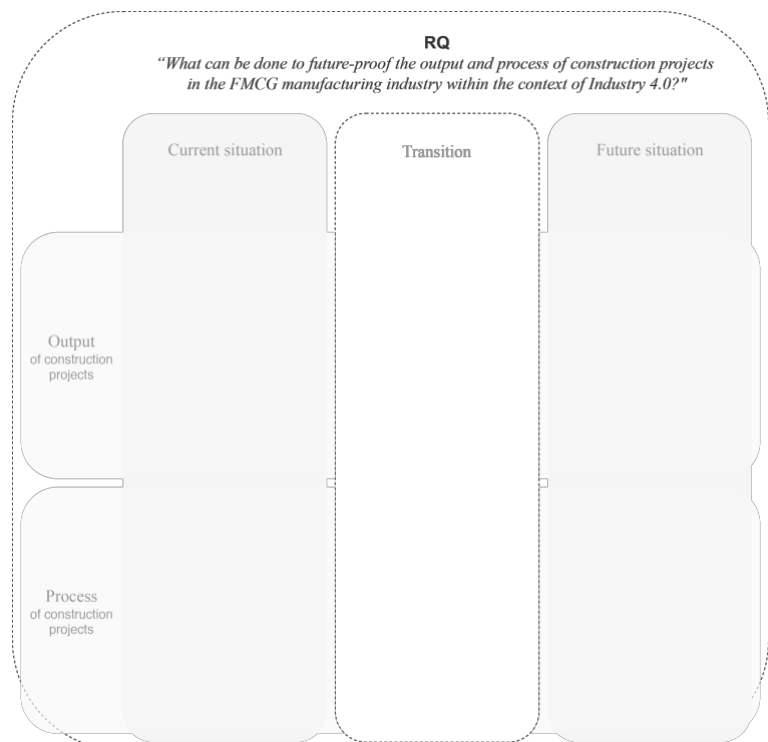 RQ
“What can be done to future-proof the output and process of construction projects
in the FMCG manufacturing industry within the context of Industry 4.0?"
Current situation
Transition
Future situation
Output
of construction
projects
Process
of construction
projects